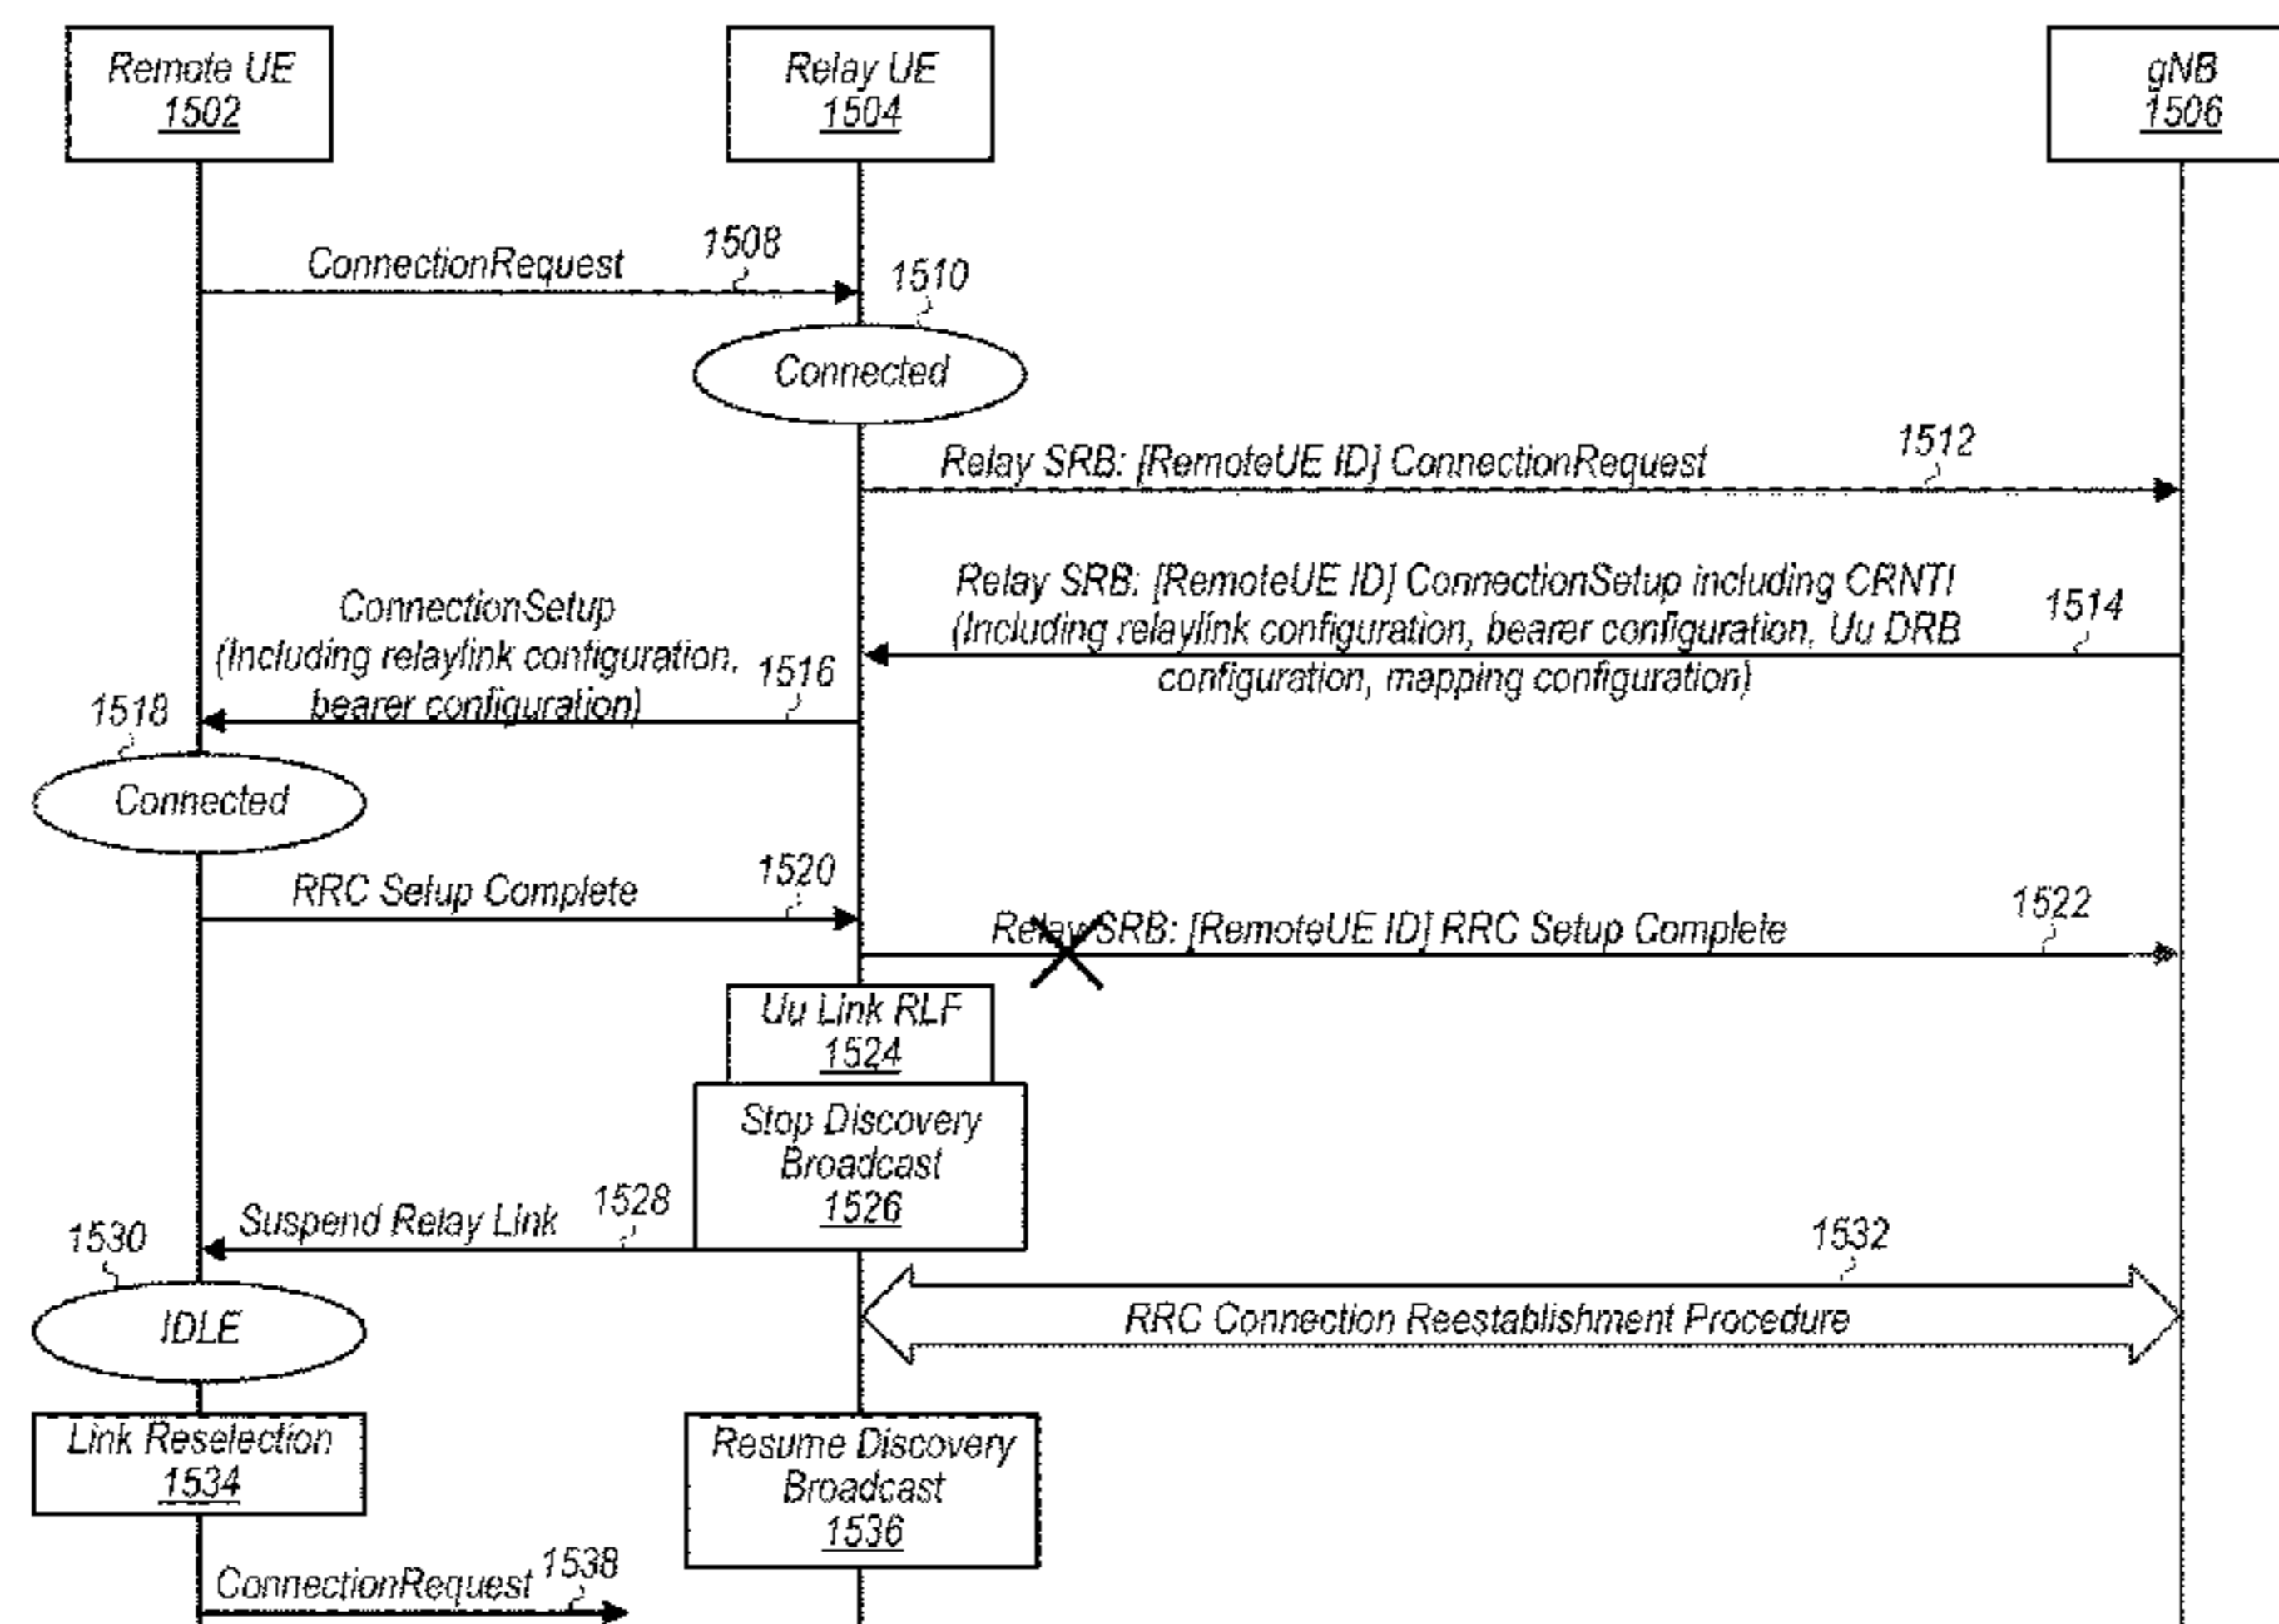 Remote UE
1502
Relay UE
1504
gNB
1506
ConnectionRequest
1508
1510
Connected
Relay SRB: [RemoteUE ID] ConnectionRequest
1512
Relay SRB: [RemoteUE ID] ConnectionSetup including CRNTI
(Including relaylink configuration, bearer configuration, Uu DRB
configuration, mapping configuration)
1514
ConnectionSetup
(Including relaylink configuration,
bearer configuration)
1516
1518
Connected
RRC Setup Complete
1520
Relay SRB: [RemoteUE ID] RRC Setup Complete
1522
Uu Link RLF
1524
Stop Discovery
Broadcast
1526
Suspend Relay Link
1528
1530
IDLE
1532
RRC Connection Reestablishment Procedure
Link Reselection
1534
Resume Discovery
Broadcast
1536
ConnectionRequest
1538